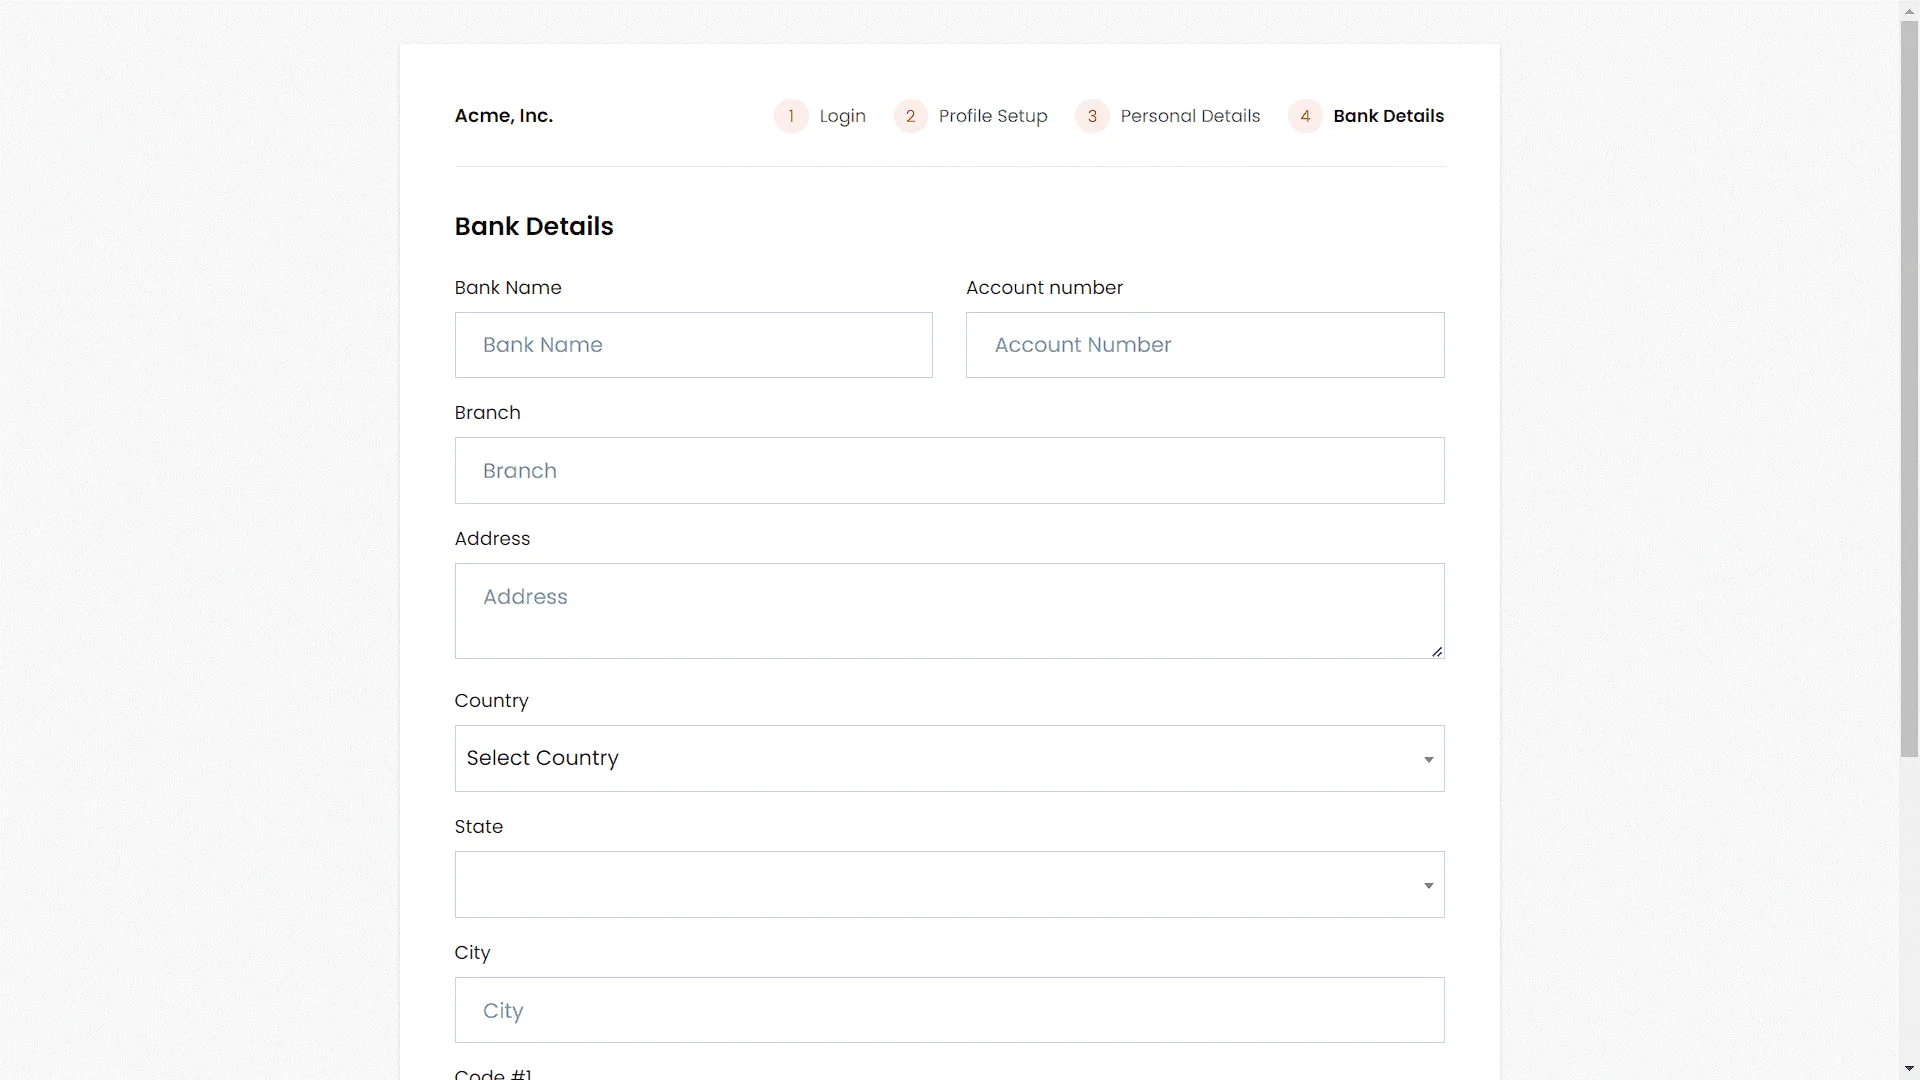 Acme, Inc.
1 Login 2 Profile Setup 3 Personal Details 4 Bank Details
Bank Details
Bank Name Account number
Bank Name Account Number
Branch
Branch
Address
Address
Country
Select Country
State
City
City
Code #1